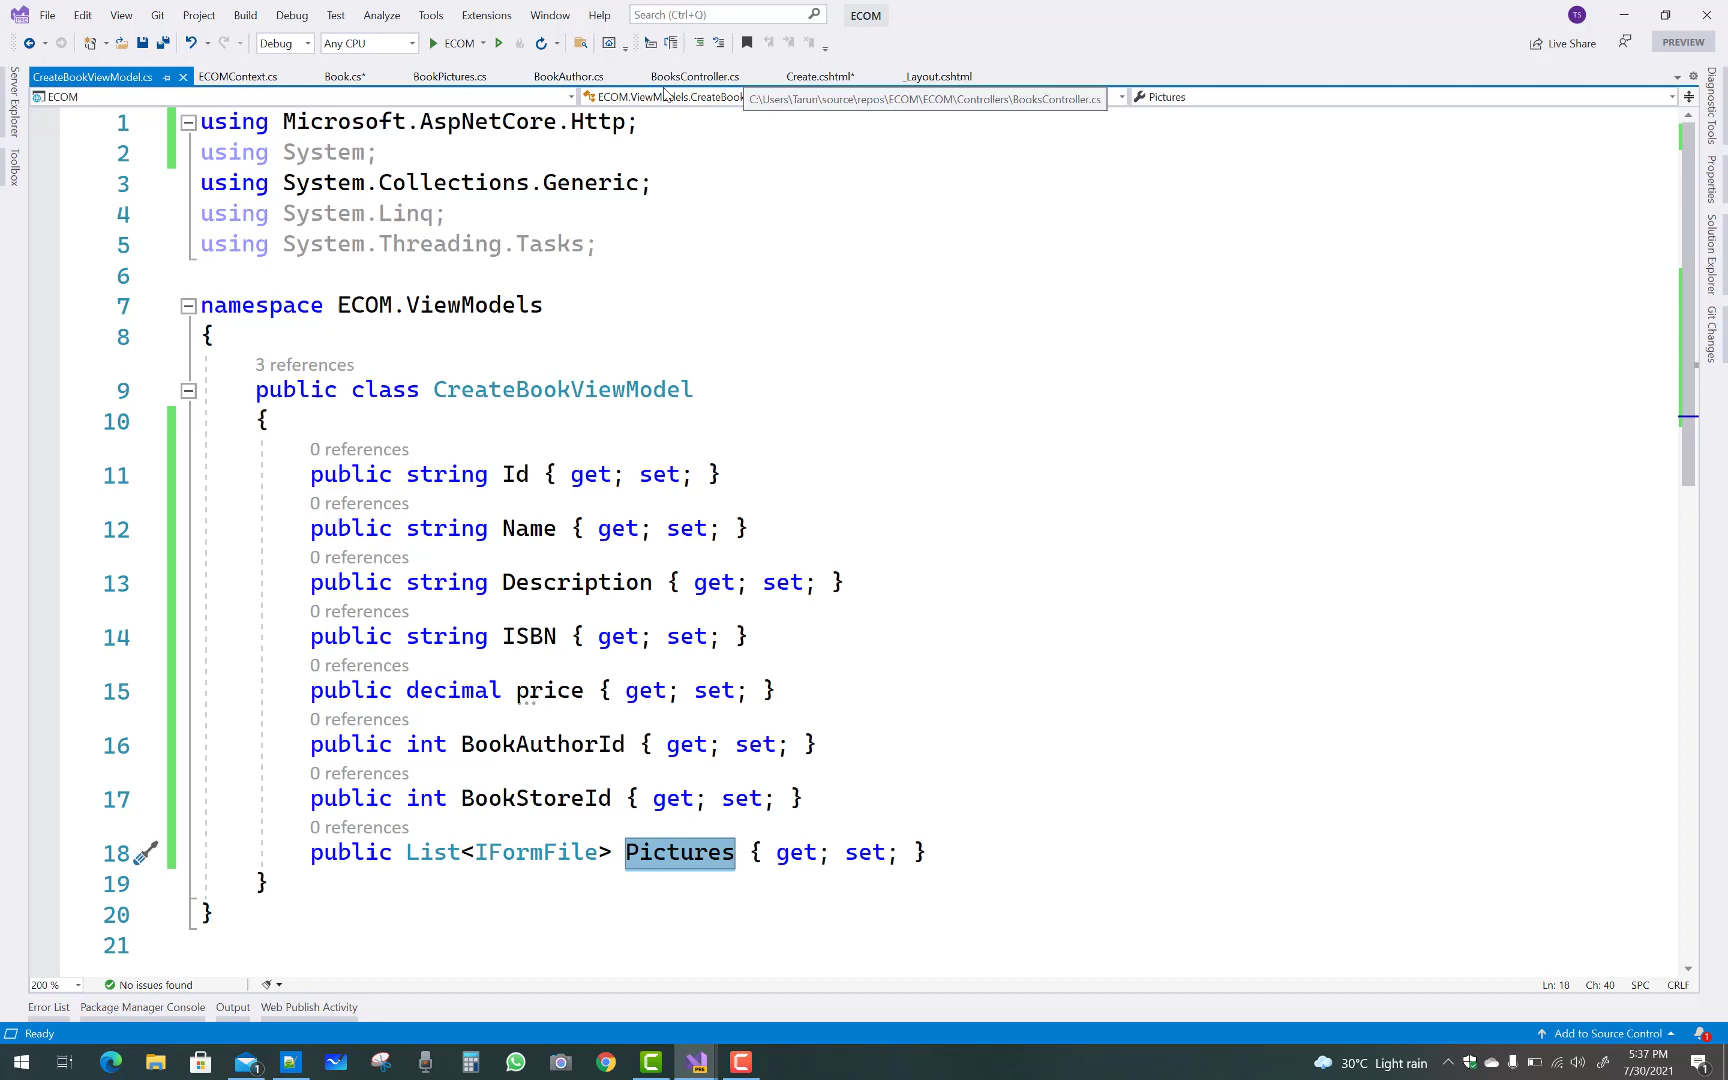 File Edit View Git Project Build Debug Test Analyze Tools Extensions Window Help Search (Ctrl+Q) ECOM TS
Debug Any CPU ECOM Live Share PREVIEW
CreateBookViewModel.cs ECOMContext.cs Book.cs* BookPictures.cs BookAuthor.cs BooksController.cs Create.cshtml* _Layout.cshtml
ECOM ECOM.ViewModels.CreateBook C:\Users\Tarun\source\repos\ECOM\ECOM\Controllers\BooksController.cs Pictures
Server Explorer
Toolbox
Diagnostic Tools
Properties
Solution Explorer
Git Changes
1 using Microsoft.AspNetCore.Http;
2 using System;
3 using System.Collections.Generic;
4 using System.Linq;
5 using System.Threading.Tasks;
6
7 namespace ECOM.ViewModels
8 {
3 references
9 public class CreateBookViewModel
10 {
0 references
11 public string Id { get; set; }
0 references
12 public string Name { get; set; }
0 references
13 public string Description { get; set; }
0 references
14 public string ISBN { get; set; }
0 references
15 public decimal price { get; set; }
0 references
16 public int BookAuthorId { get; set; }
0 references
17 public int BookStoreId { get; set; }
0 references
18 public List<IFormFile> Pictures { get; set; }
19 }
20 }
21
200 % No issues found Ln: 18 Ch: 40 SPC CRLF
Error List Package Manager Console Output Web Publish Activity
Ready Add to Source Control 1
1 PRE 30°C Light rain 5:37 PM
7/30/2021 1